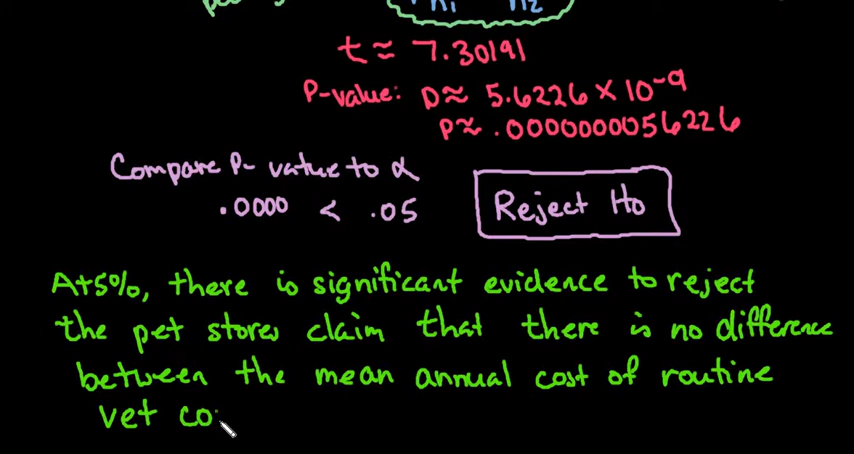 n1 n2
t ≈ 7.30191
P-value: p ≈ 5.6226 × 10⁻⁹
p ≈ .0000000056226
Compare P- value to α
.0000 < .05 Reject Ho
At 5%, there is significant evidence to reject
the pet stores claim that there is no difference
between the mean annual cost of routine
vet co